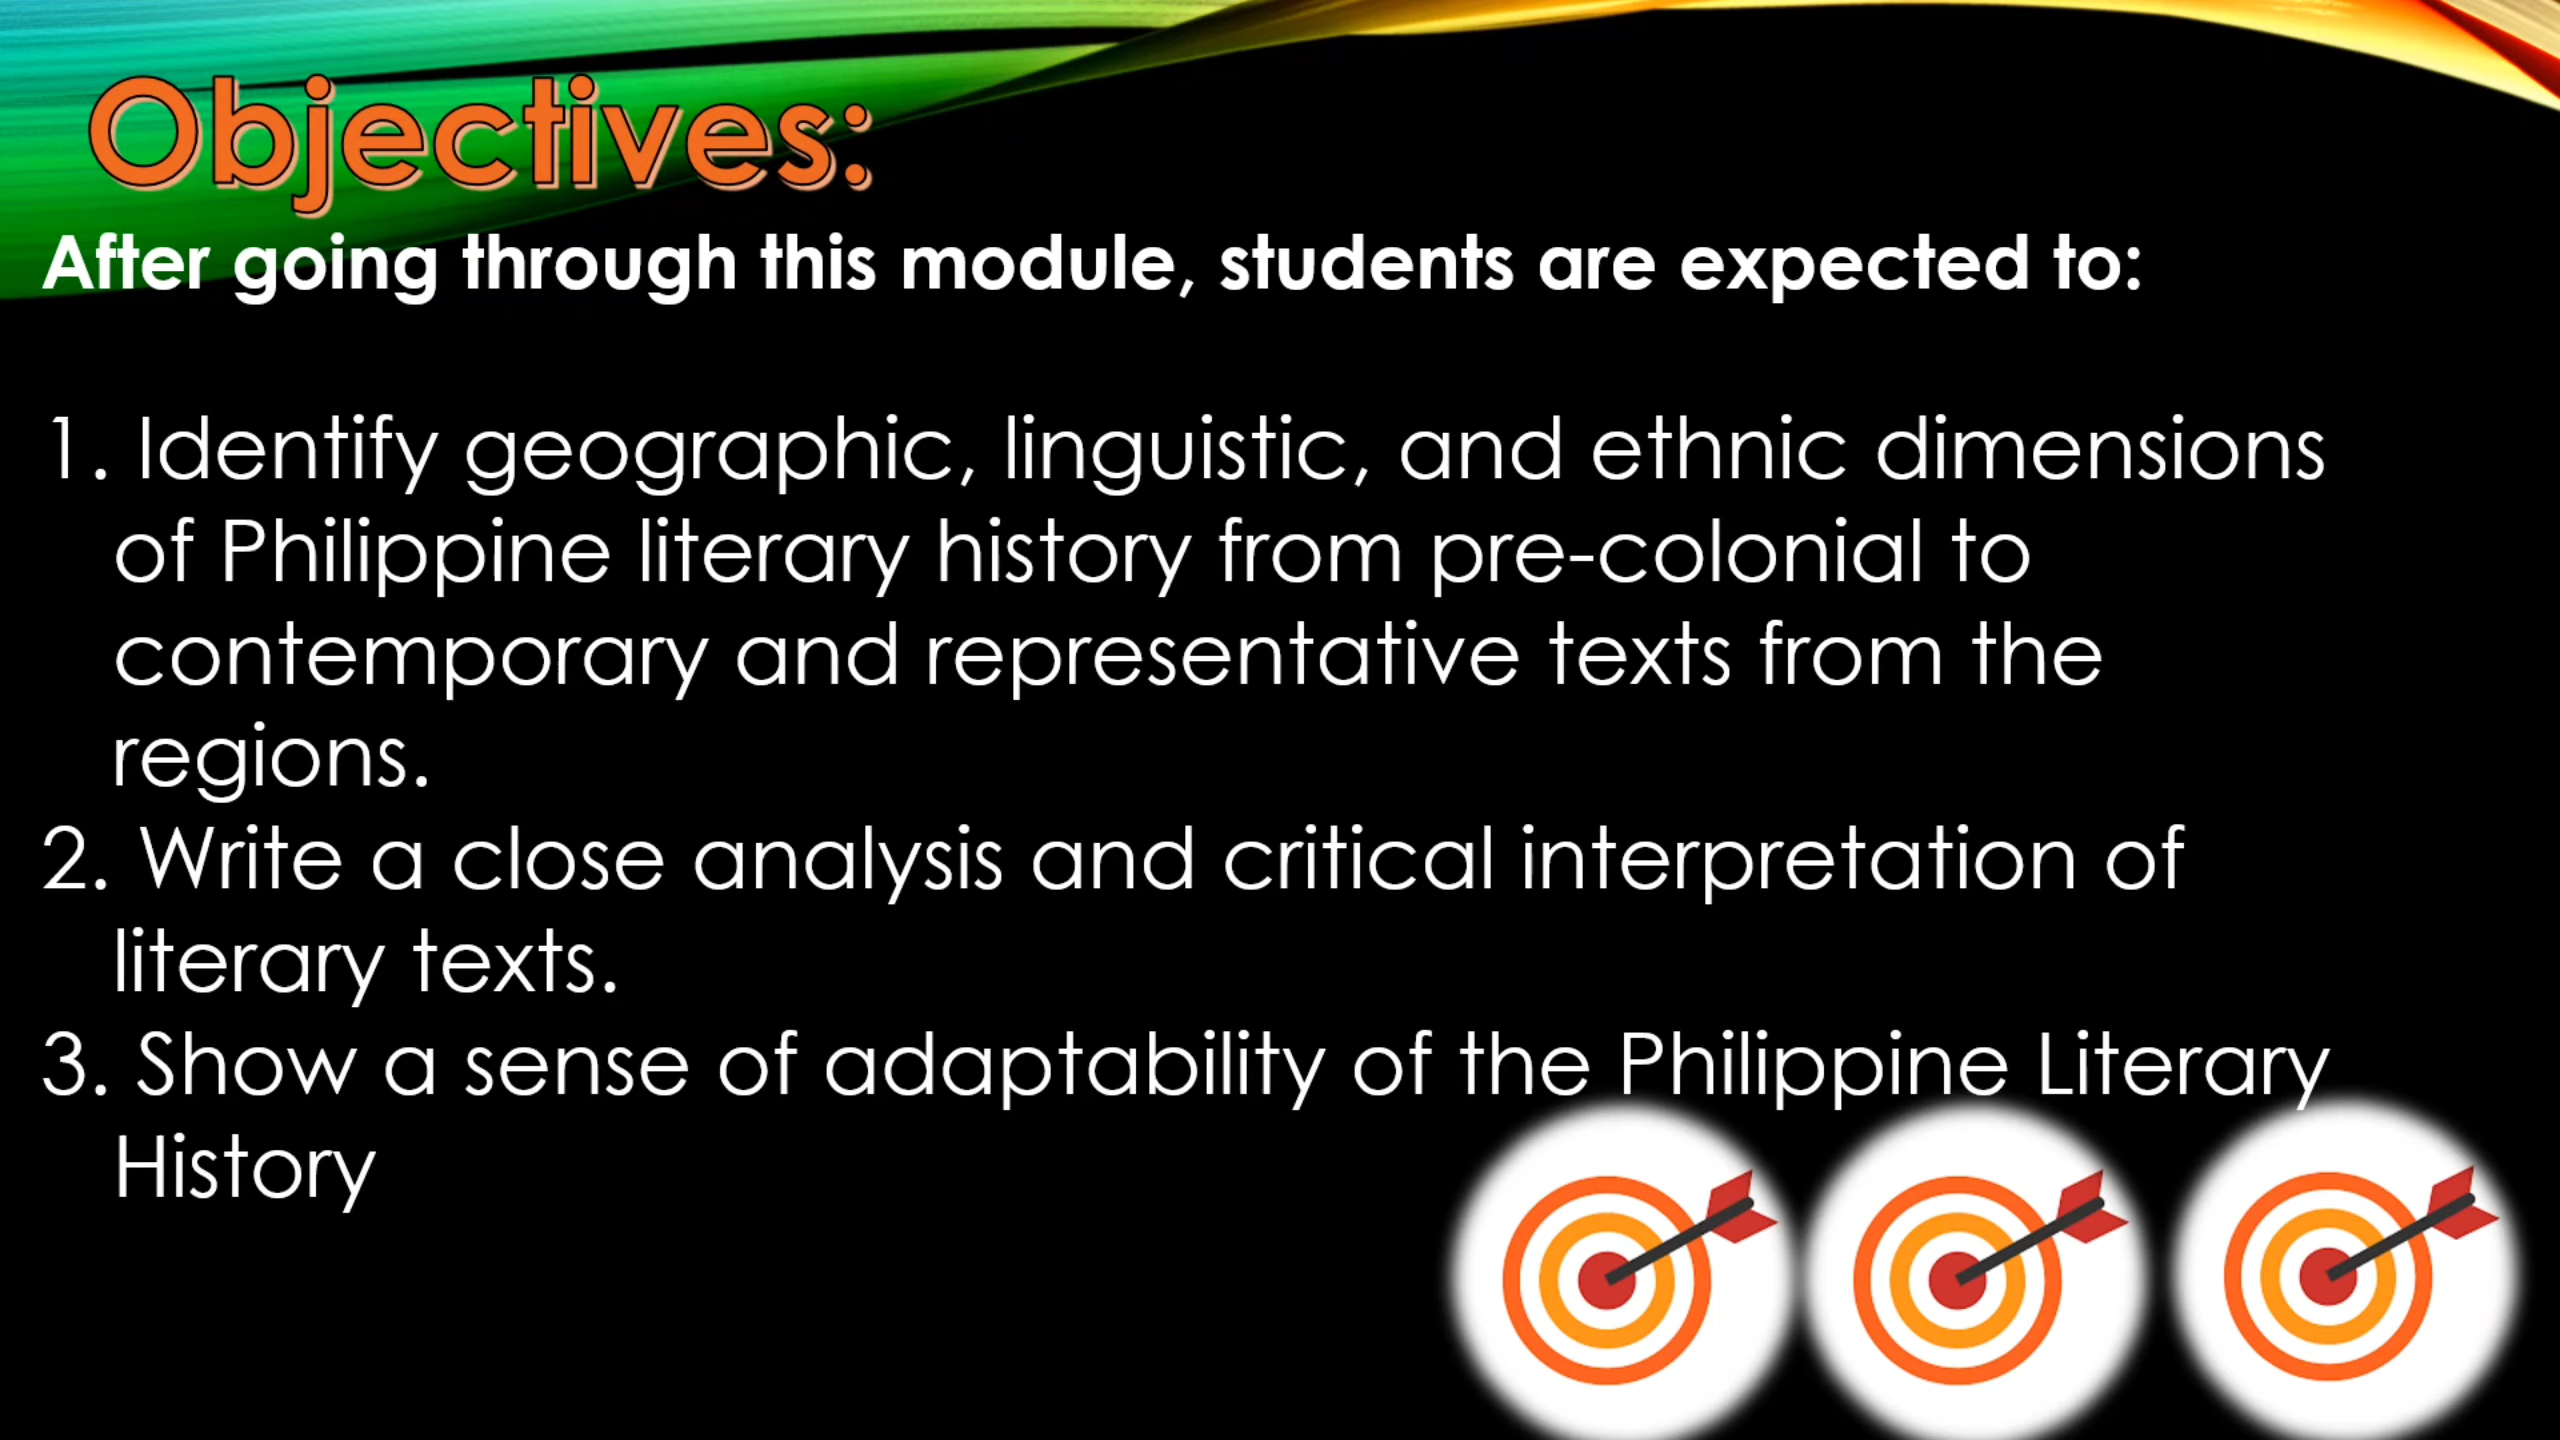 Objectives:
After going through this module, students are expected to:
1. Identify geographic, linguistic, and ethnic dimensions
of Philippine literary history from pre-colonial to
contemporary and representative texts from the
regions.
2. Write a close analysis and critical interpretation of
literary texts.
3. Show a sense of adaptability of the Philippine Literary
History